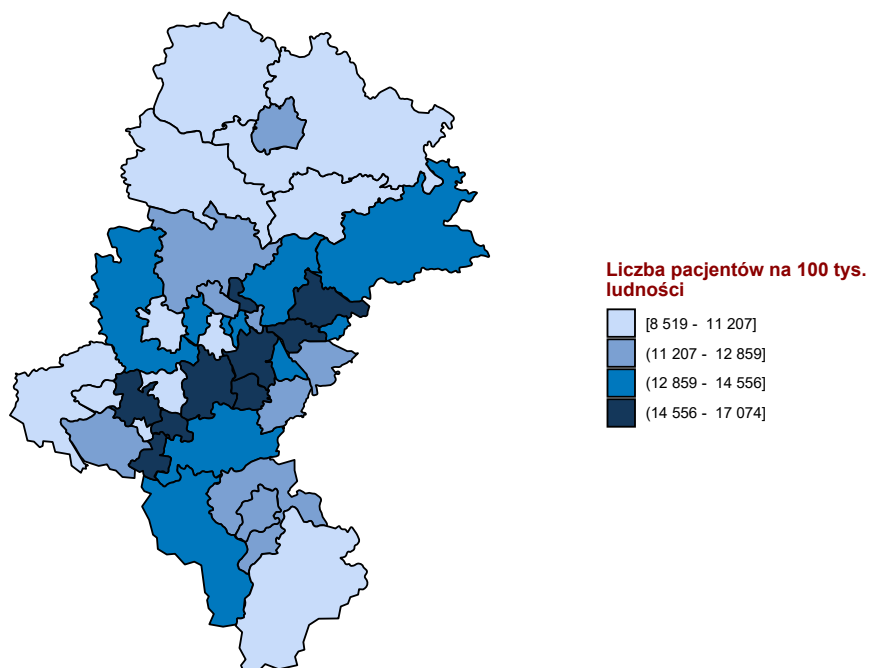 Liczba pacjentów na 100 tys.
ludności
[8 519 - 11 207]
(11 207 - 12 859]
(12 859 - 14 556]
(14 556 - 17 074]